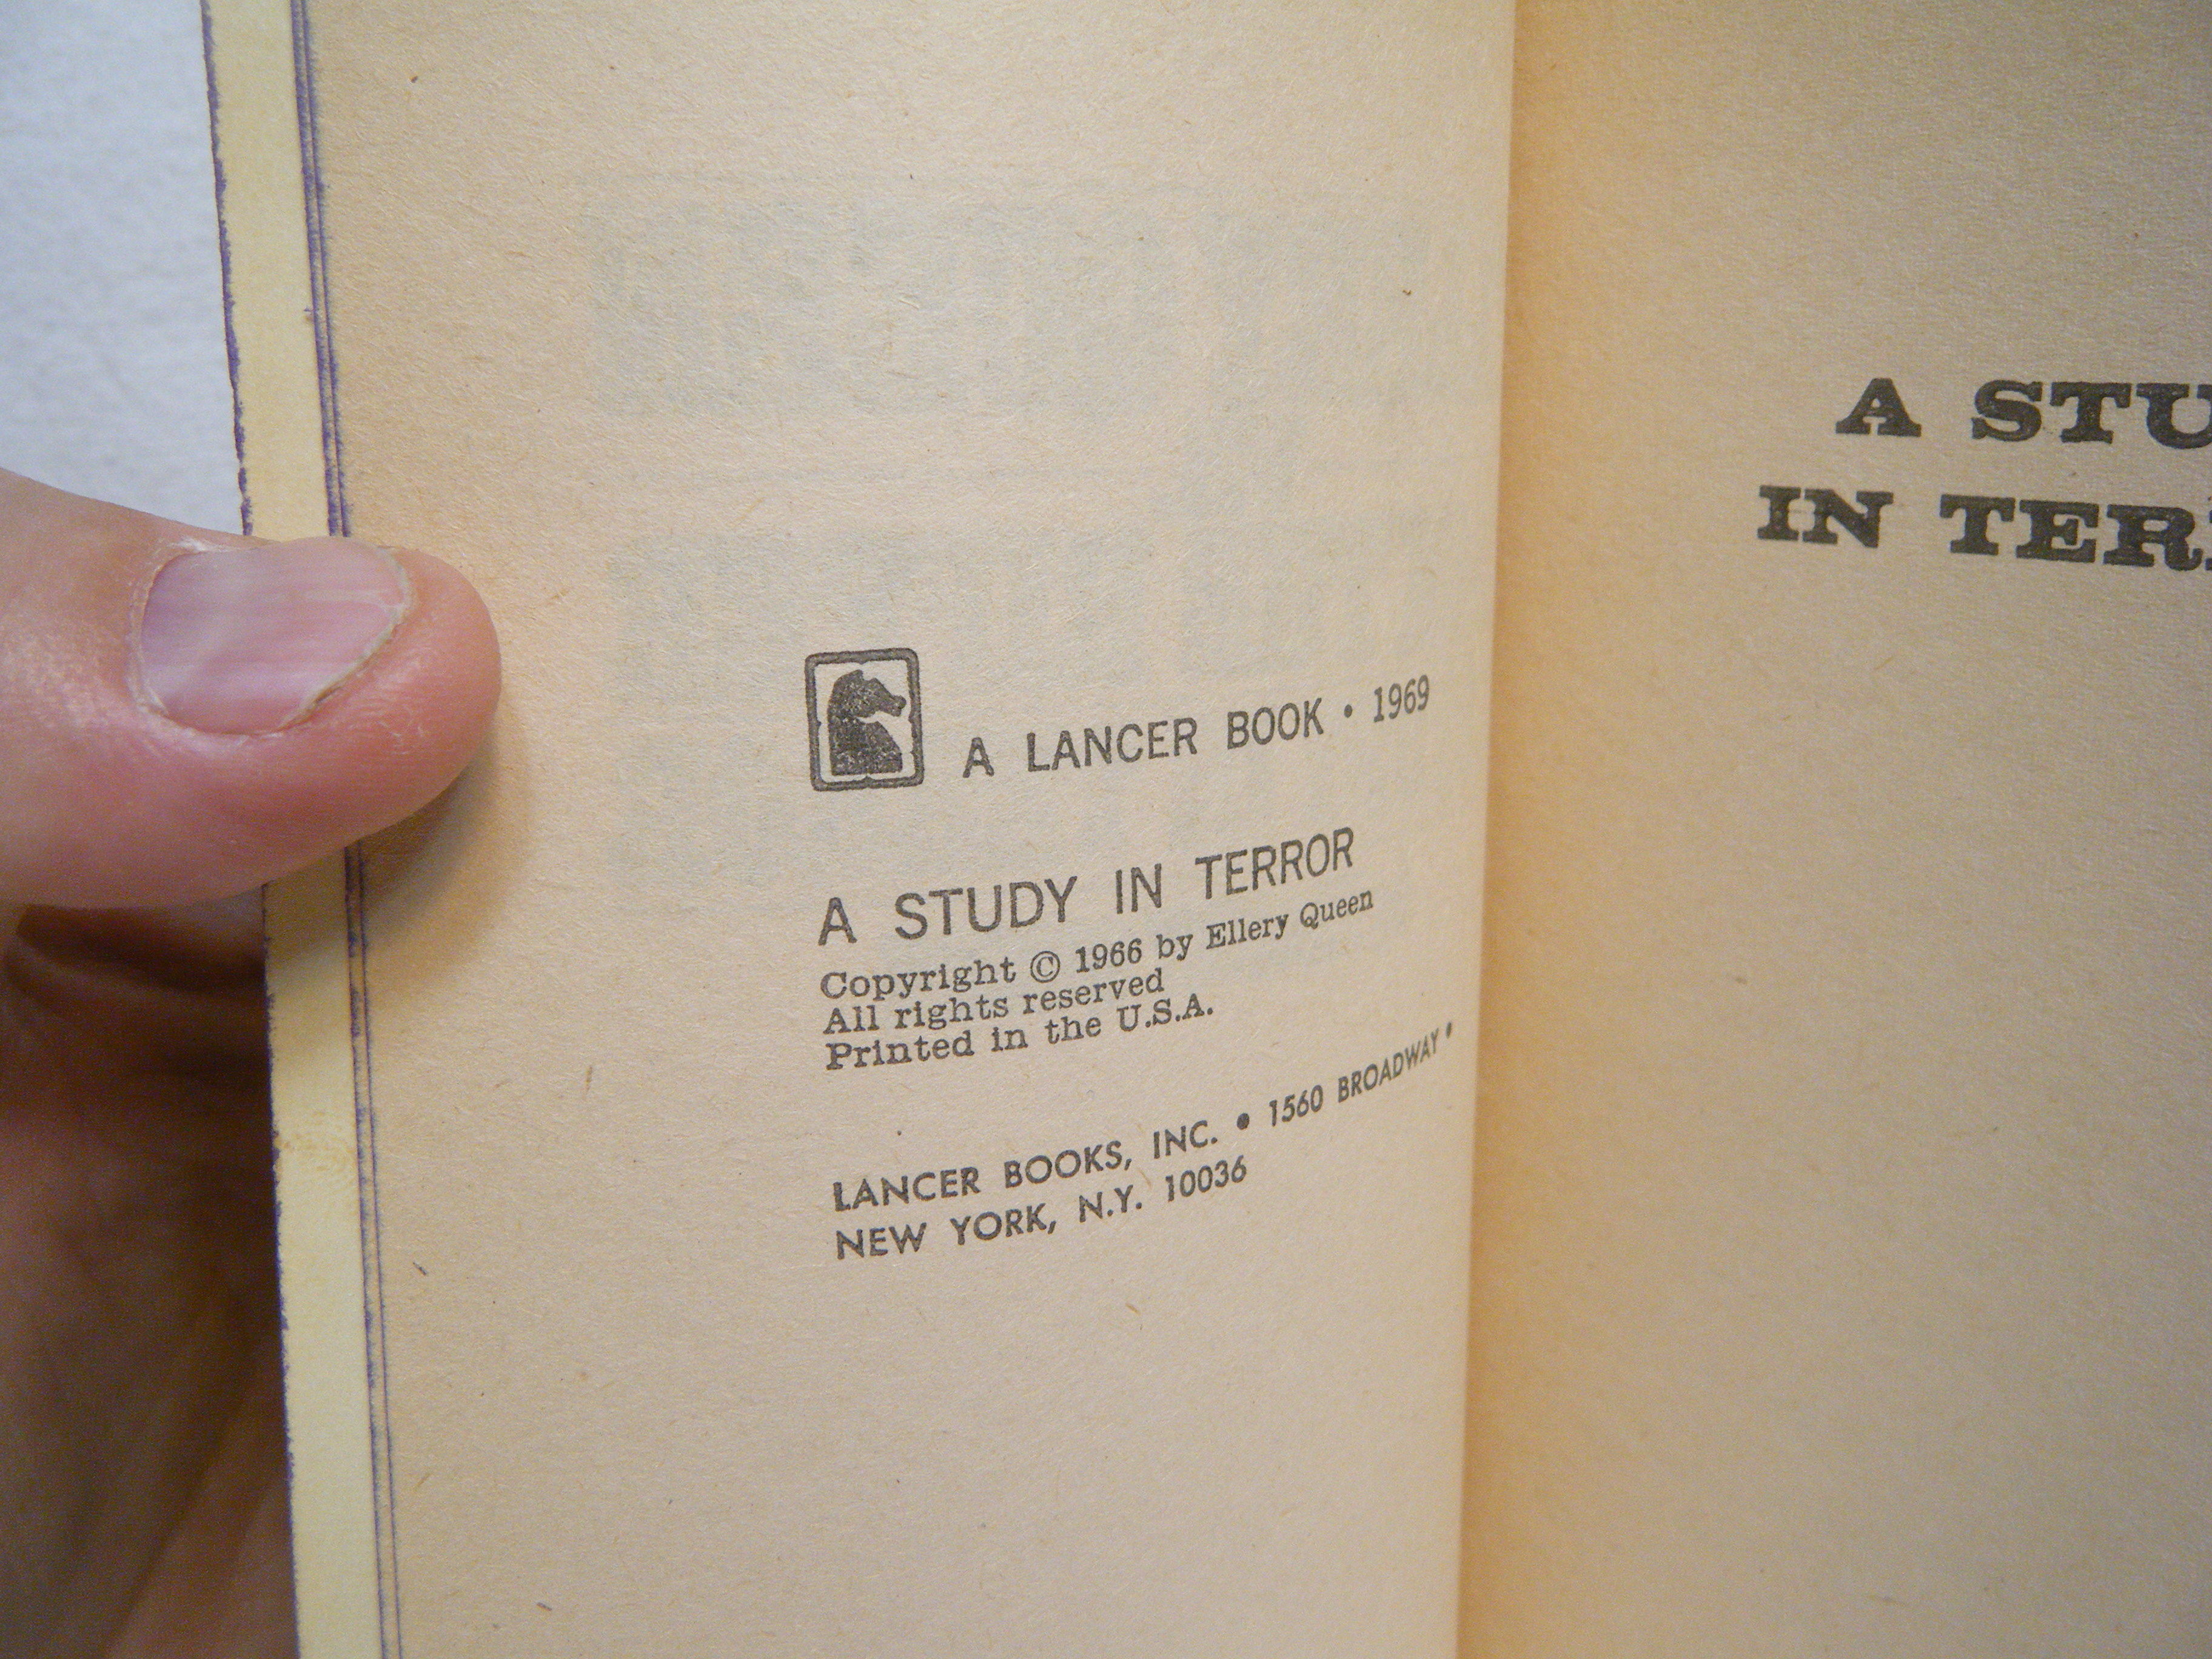 A LANCER BOOK • 1969
A STUDY IN TERROR
Copyright © 1966 by Ellery Queen
All rights reserved
Printed in the U.S.A.
LANCER BOOKS, INC. • 1560 BROADWAY •
NEW YORK, N.Y. 10036
A STU
IN TER